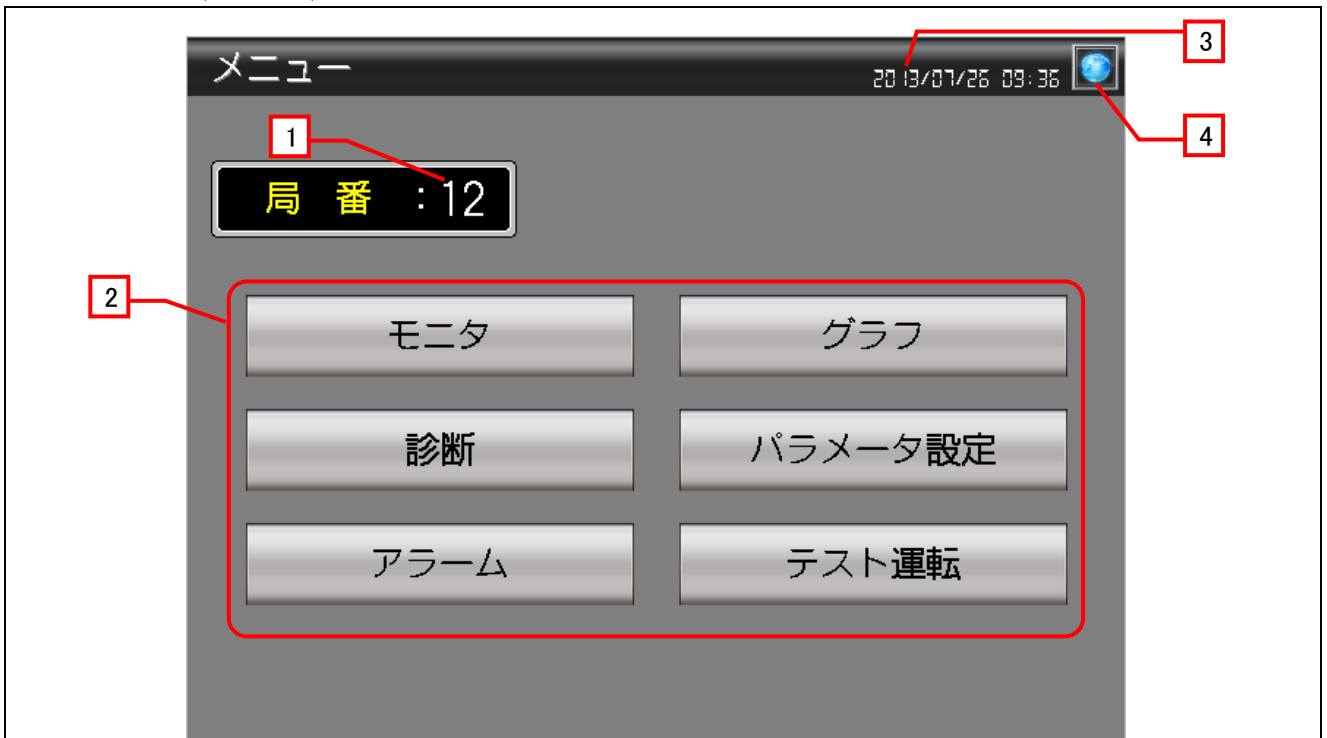 3
メニュー
2013/07/26 09:36
4
1
局 番 :12
2
モニタ
グラフ
診断
パラメータ設定
アラーム
テスト運転